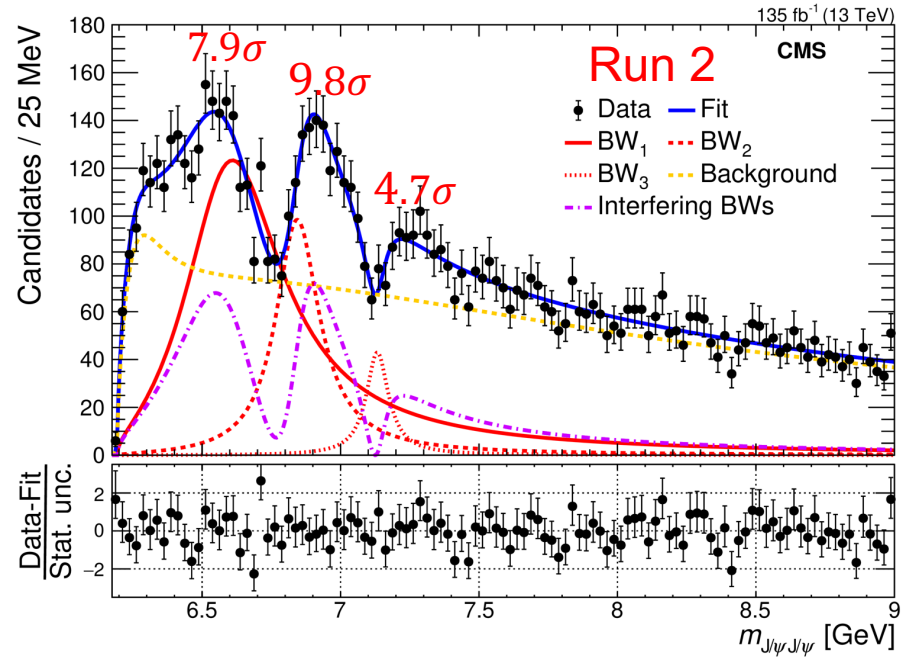 135 fb⁻¹ (13 TeV)
CMS
Run 2
7.9σ
9.8σ
4.7σ
Data
Fit
BW₁
BW₂
BW₃
Background
Interfering BWs
Candidates / 25 MeV
180
160
140
120
100
80
60
40
20
0
Data-Fit
Stat. unc.
2
0
−2
6.5
7
7.5
8
8.5
9
m_J/ψJ/ψ [GeV]